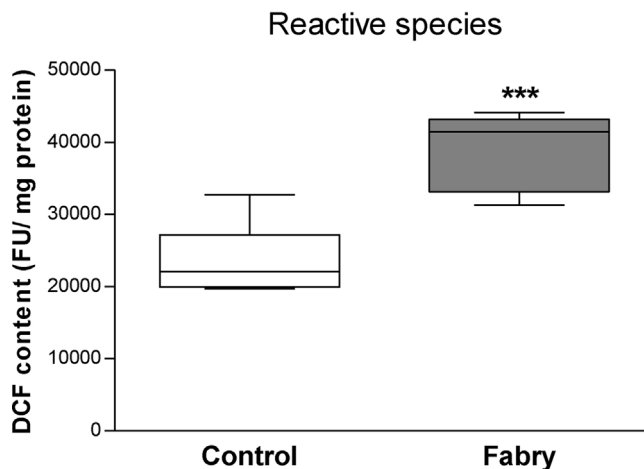 Reactive species
DCF content (FU/ mg protein)
50000
40000
30000
20000
10000
0
***
Control
Fabry